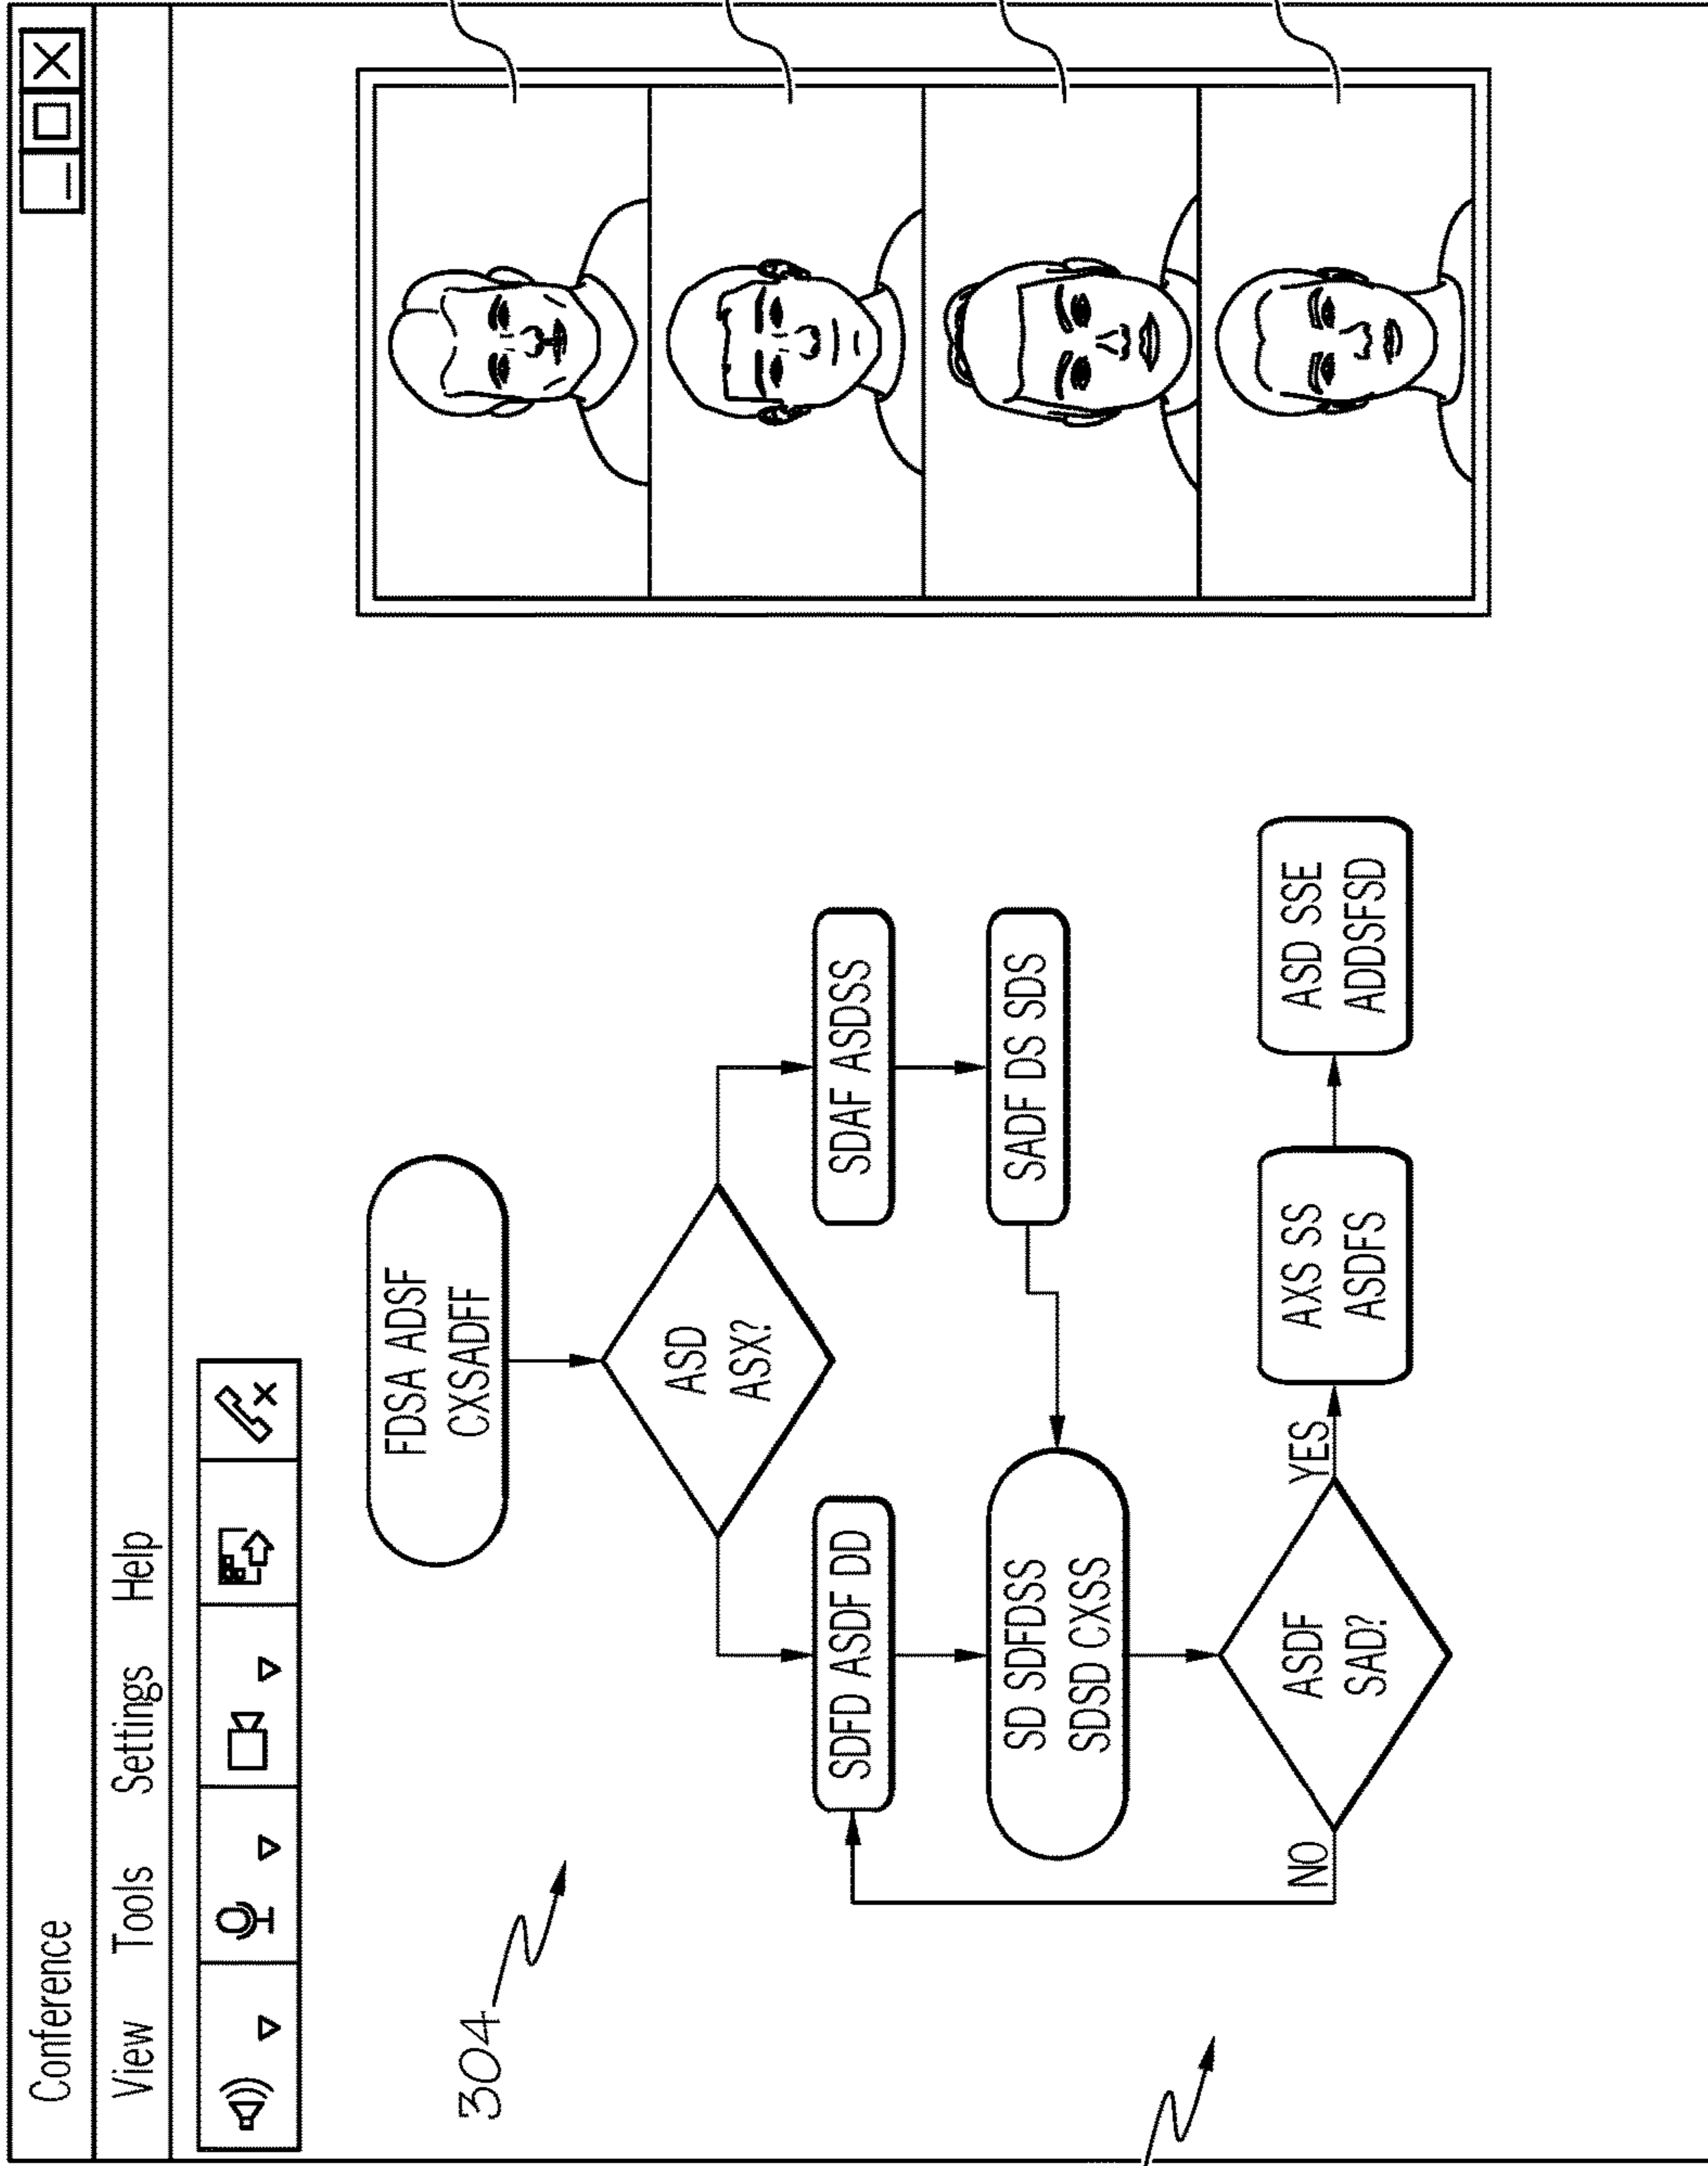 Conference
View Tools Settings Help
304
FDSA ADSF
CXSADFF
ASD
ASX?
SDFD ASDF DD
SDAF ASDSS
SD SDFDSS
SDSD CXSS
SADF DS SDS
ASDF
SAD?
NO
YES
AXS SS
ASDFS
ASD SSE
ADDSFSD